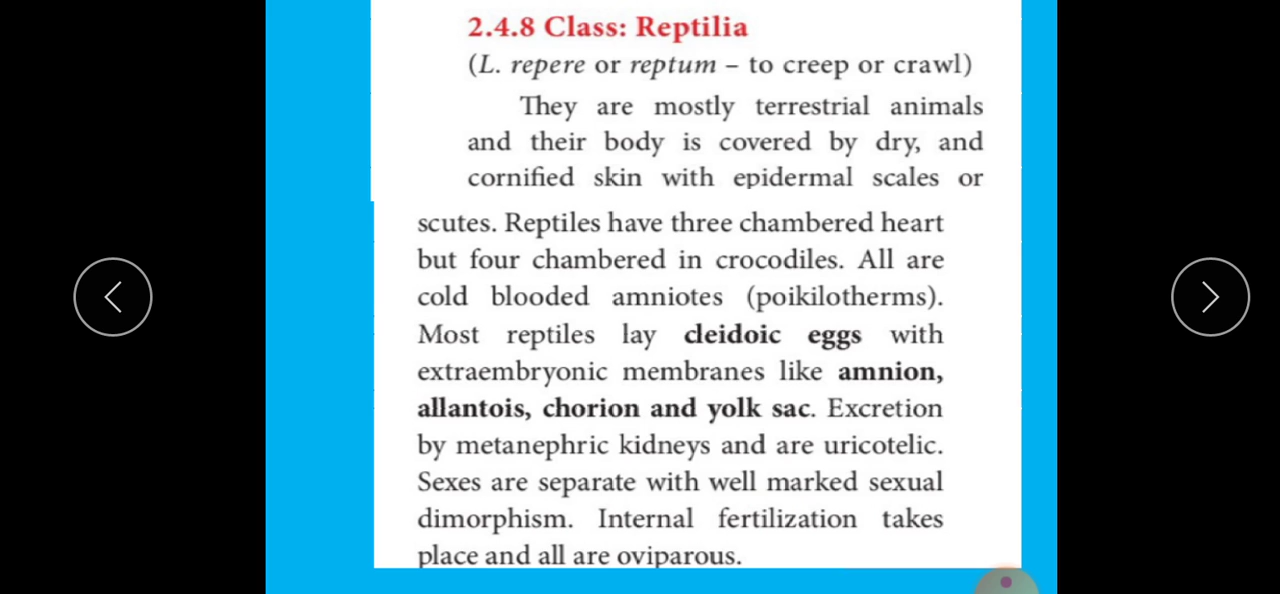 2.4.8 Class: Reptilia
(L. repere or reptum – to creep or crawl)
They are mostly terrestrial animals
and their body is covered by dry, and
cornified skin with epidermal scales or
scutes. Reptiles have three chambered heart
but four chambered in crocodiles. All are
cold blooded amniotes (poikilotherms).
Most reptiles lay cleidoic eggs with
extraembryonic membranes like amnion,
allantois, chorion and yolk sac. Excretion
by metanephric kidneys and are uricotelic.
Sexes are separate with well marked sexual
dimorphism. Internal fertilization takes
place and all are oviparous.